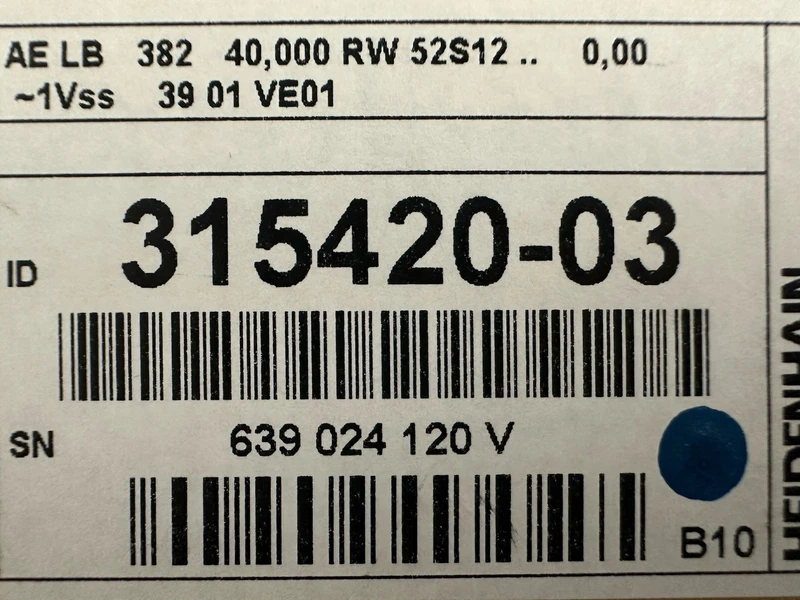 AE LB 382 40,000 RW 52S12 .. 0,00
~1Vss 39 01 VE01
ID 315420-03
SN 639 024 120 V
B10
HEIDENHAIN